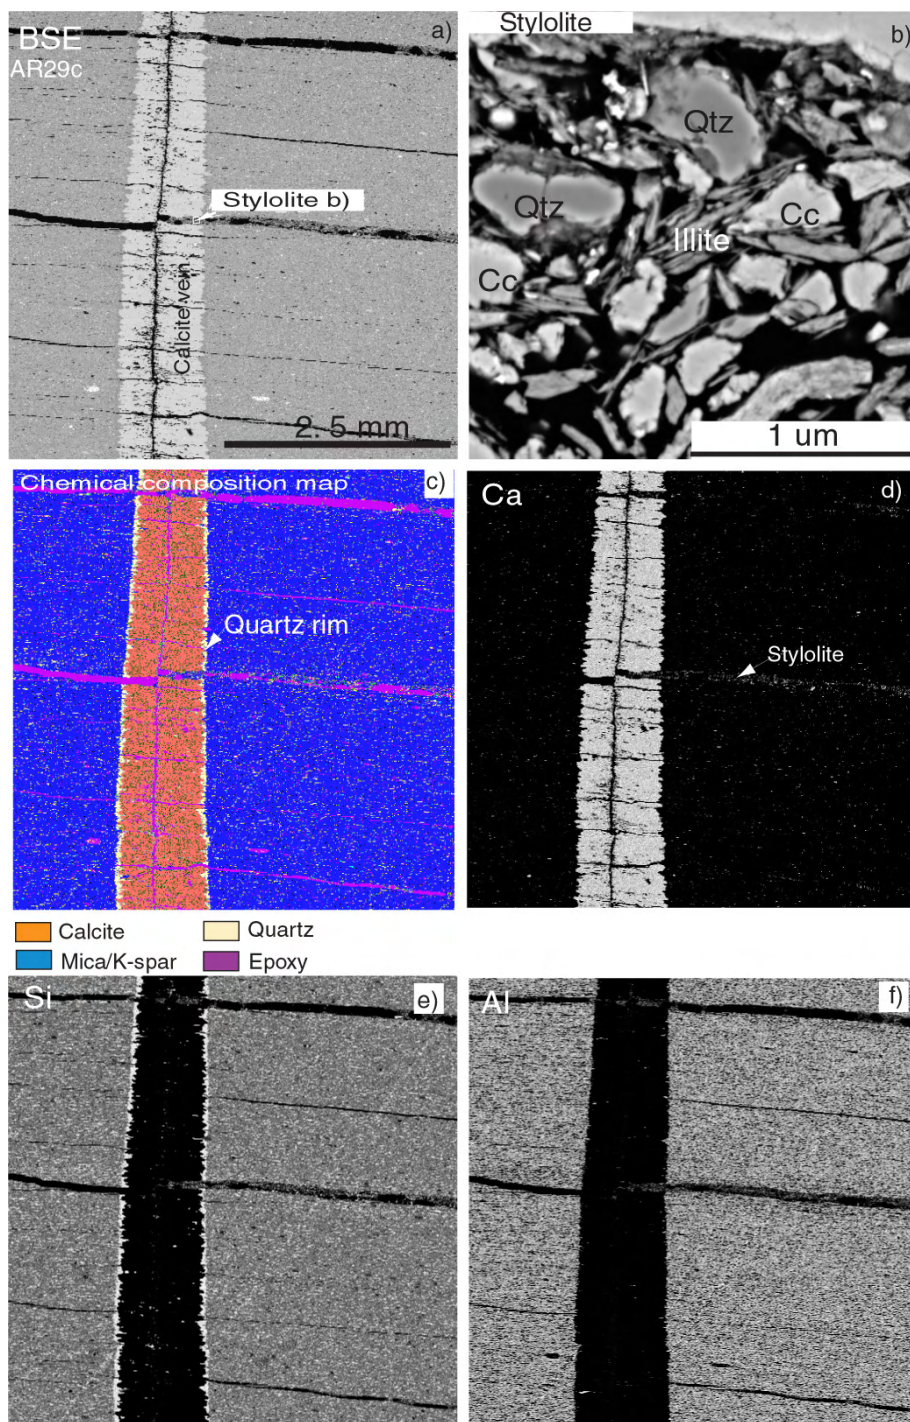 BSE
a)
AR29c
Stylolite b)
Calcite vein
2. 5 mm
Stylolite
b)
Qtz
Qtz
Cc
Illite
Cc
1 um
Chemical composition map
c)
Quartz rim
Ca
d)
Stylolite
Calcite
Quartz
Mica/K-spar
Epoxy
Si
e)
Al
f)